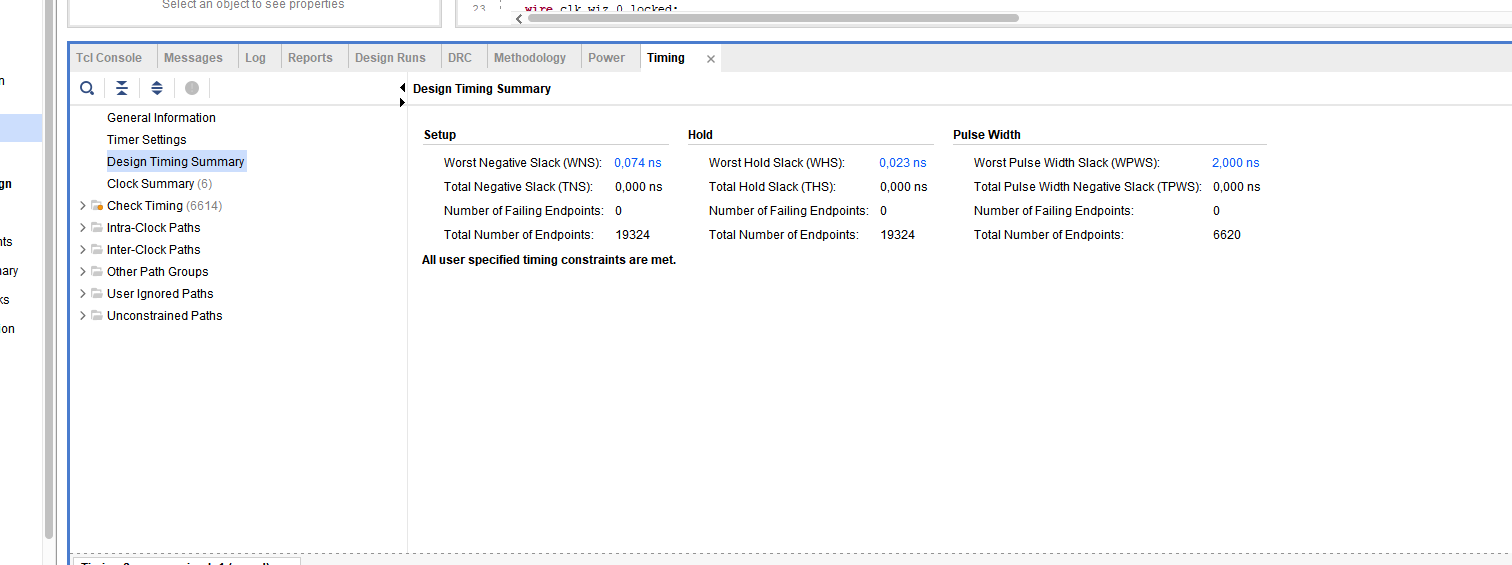 Select an object to see properties
23
wire clk_wiz_0_locked;
n
gn
nts
nary
ks
ion
Tcl Console Messages Log Reports Design Runs DRC Methodology Power Timing
General Information
Timer Settings
Design Timing Summary
Clock Summary (6)
Check Timing (6614)
Intra-Clock Paths
Inter-Clock Paths
Other Path Groups
User Ignored Paths
Unconstrained Paths
Design Timing Summary
Setup Hold Pulse Width
Worst Negative Slack (WNS): 0,074 ns Worst Hold Slack (WHS): 0,023 ns Worst Pulse Width Slack (WPWS): 2,000 ns
Total Negative Slack (TNS): 0,000 ns Total Hold Slack (THS): 0,000 ns Total Pulse Width Negative Slack (TPWS): 0,000 ns
Number of Failing Endpoints: 0 Number of Failing Endpoints: 0 Number of Failing Endpoints: 0
Total Number of Endpoints: 19324 Total Number of Endpoints: 19324 Total Number of Endpoints: 6620
All user specified timing constraints are met.